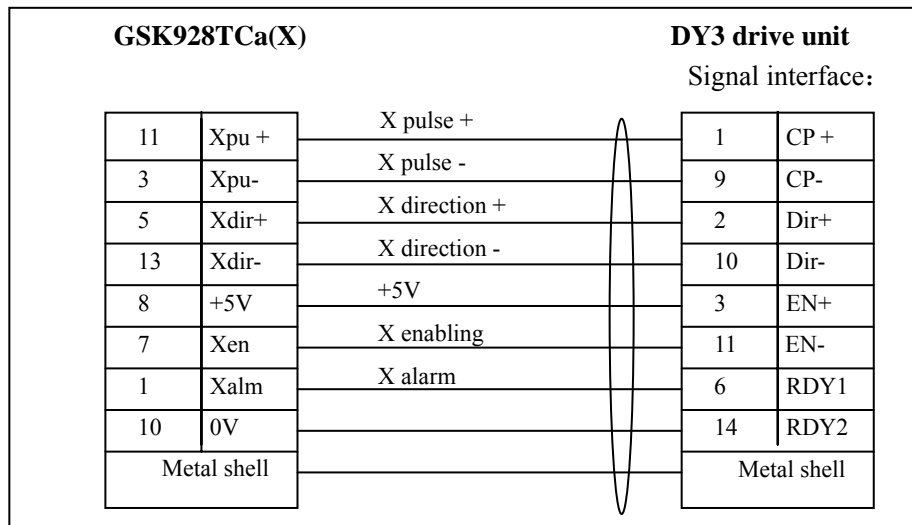 GSK928TCa(X) DY3 drive unit
Signal interface：
11 Xpu + X pulse + 1 CP +
3 Xpu- X pulse - 9 CP-
5 Xdir+ X direction + 2 Dir+
13 Xdir- X direction - 10 Dir-
8 +5V +5V 3 EN+
7 Xen X enabling 11 EN-
1 Xalm X alarm 6 RDY1
10 0V 14 RDY2
Metal shell Metal shell